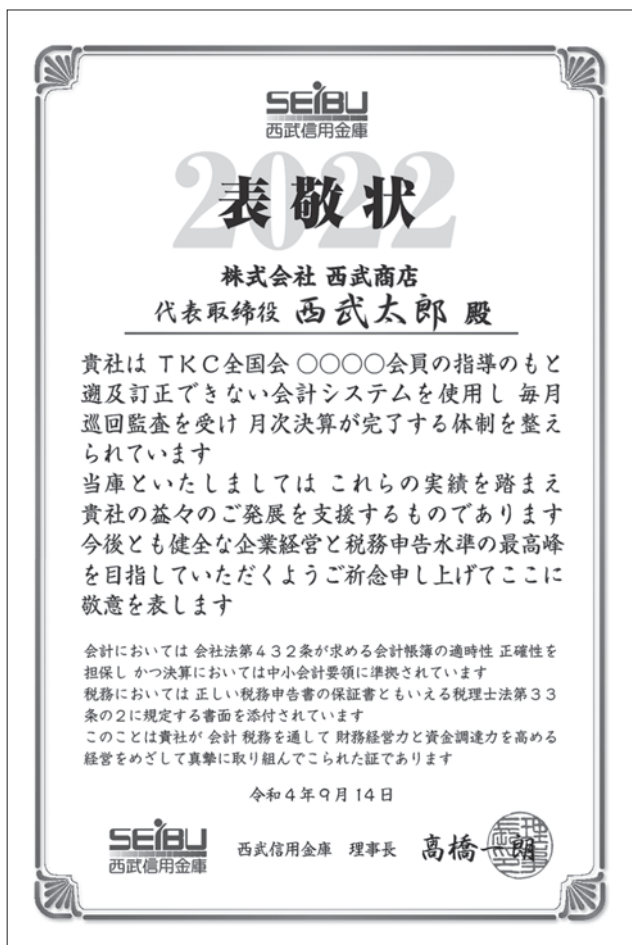 SEIBU
西武信用金庫
2022
表敬状
株式会社 西武商店
代表取締役 西武太郎 殿
貴社は TKC全国会 ○○○○会員の指導のもと
遡及訂正できない会計システムを使用し 毎月
巡回監査を受け 月次決算が完了する体制を整え
られています
当庫といたしましては これらの実績を踏まえ
貴社の益々のご発展を支援するものであります
今後とも健全な企業経営と税務申告水準の最高峰
を目指していただくようご祈念申し上げてここに
敬意を表します
会計においては 会社法第432条が求める会計帳簿の適時性 正確性を
担保し かつ決算においては中小会計要領に準拠されています
税務においては 正しい税務申告書の保証書ともいえる税理士法第33
条の2に規定する書面を添付されています
このことは貴社が 会計 税務を通して 財務経営力と資金調達力を高める
経営をめざして真摯に取り組んでこられた証であります
令和4年9月14日
SEIBU
西武信用金庫
西武信用金庫 理事長 高橋一朗